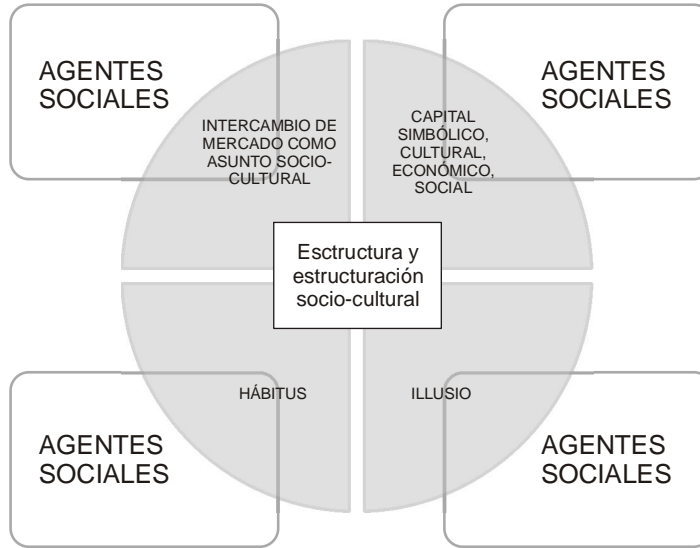 AGENTES
SOCIALES
AGENTES
SOCIALES
INTERCAMBIO DE
MERCADO COMO
ASUNTO SOCIO-
CULTURAL
CAPITAL
SIMBÓLICO,
CULTURAL,
ECONÓMICO,
SOCIAL
Esctructura y
estructuración
socio-cultural
HÁBITUS
ILLUSIO
AGENTES
SOCIALES
AGENTES
SOCIALES